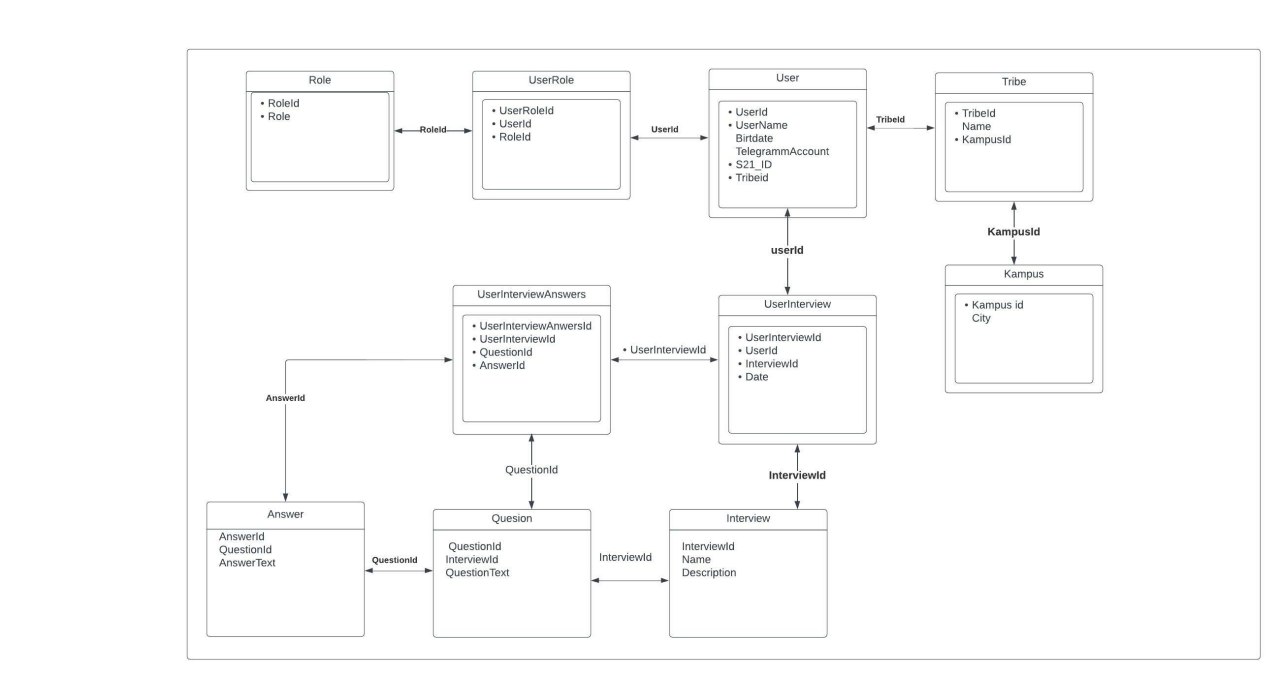 Role
• RoleId
• Role
RoleId
UserRole
• UserRoleId
• UserId
• RoleId
UserId
User
• UserId
• UserName
Birtdate
TelegrammAccount
• S21_ID
• Tribeid
TribeId
Tribe
• TribeId
Name
• KampusId
KampusId
Kampus
• Kampus id
City
userId
UserInterviewAnswers
• UserInterviewAnwersId
• UserInterviewId
• QuestionId
• AnswerId
• UserInterviewId
UserInterview
• UserInterviewId
• UserId
• InterviewId
• Date
AnswerId
QuestionId
InterviewId
Answer
AnswerId
QuestionId
AnswerText
QuestionId
Quesion
QuestionId
InterviewId
QuestionText
InterviewId
Interview
InterviewId
Name
Description